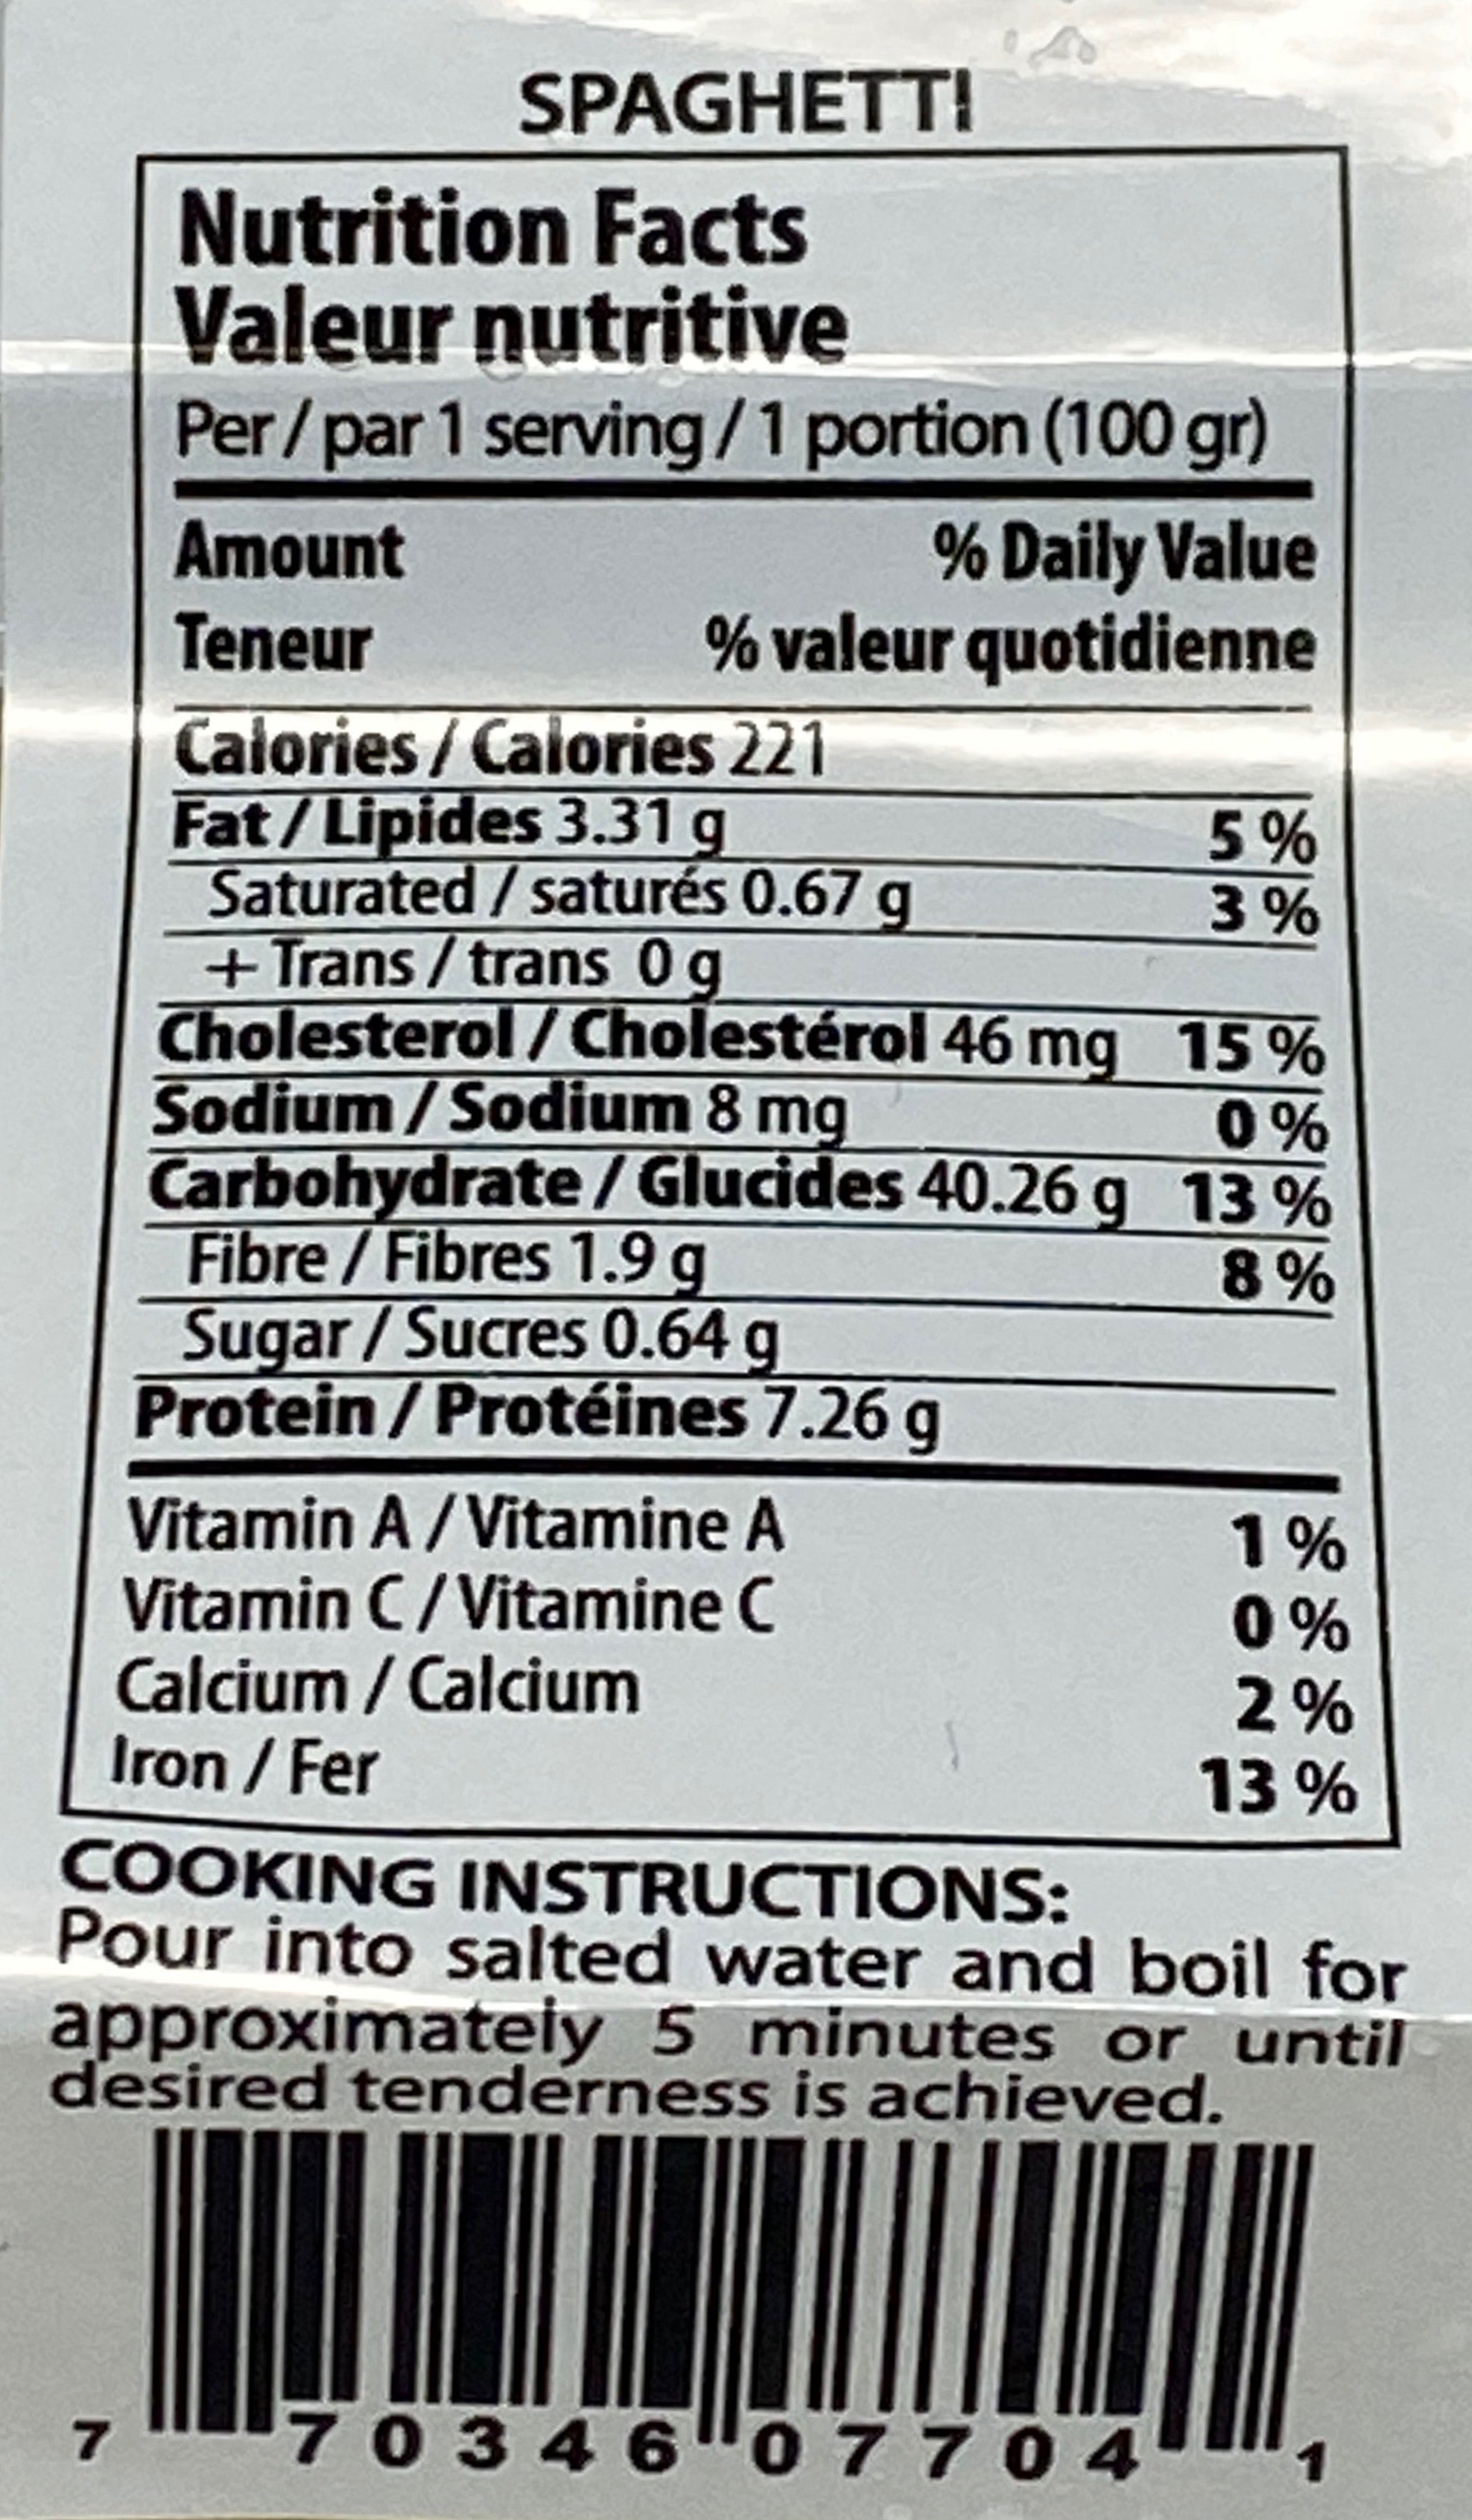 SPAGHETTI
Nutrition Facts
Valeur nutritive
Per / par 1 serving / 1 portion (100 gr)
Amount % Daily Value
Teneur % valeur quotidienne
Calories / Calories 221
Fat / Lipides 3.31 g 5 %
Saturated / saturés 0.67 g 3 %
+ Trans / trans 0 g
Cholesterol / Cholestérol 46 mg 15 %
Sodium / Sodium 8 mg 0 %
Carbohydrate / Glucides 40.26 g 13 %
Fibre / Fibres 1.9 g 8 %
Sugar / Sucres 0.64 g
Protein / Protéines 7.26 g
Vitamin A / Vitamine A 1 %
Vitamin C / Vitamine C 0 %
Calcium / Calcium 2 %
Iron / Fer 13 %
COOKING INSTRUCTIONS:
Pour into salted water and boil for
approximately 5 minutes or until
desired tenderness is achieved.
7 70346 07704 1